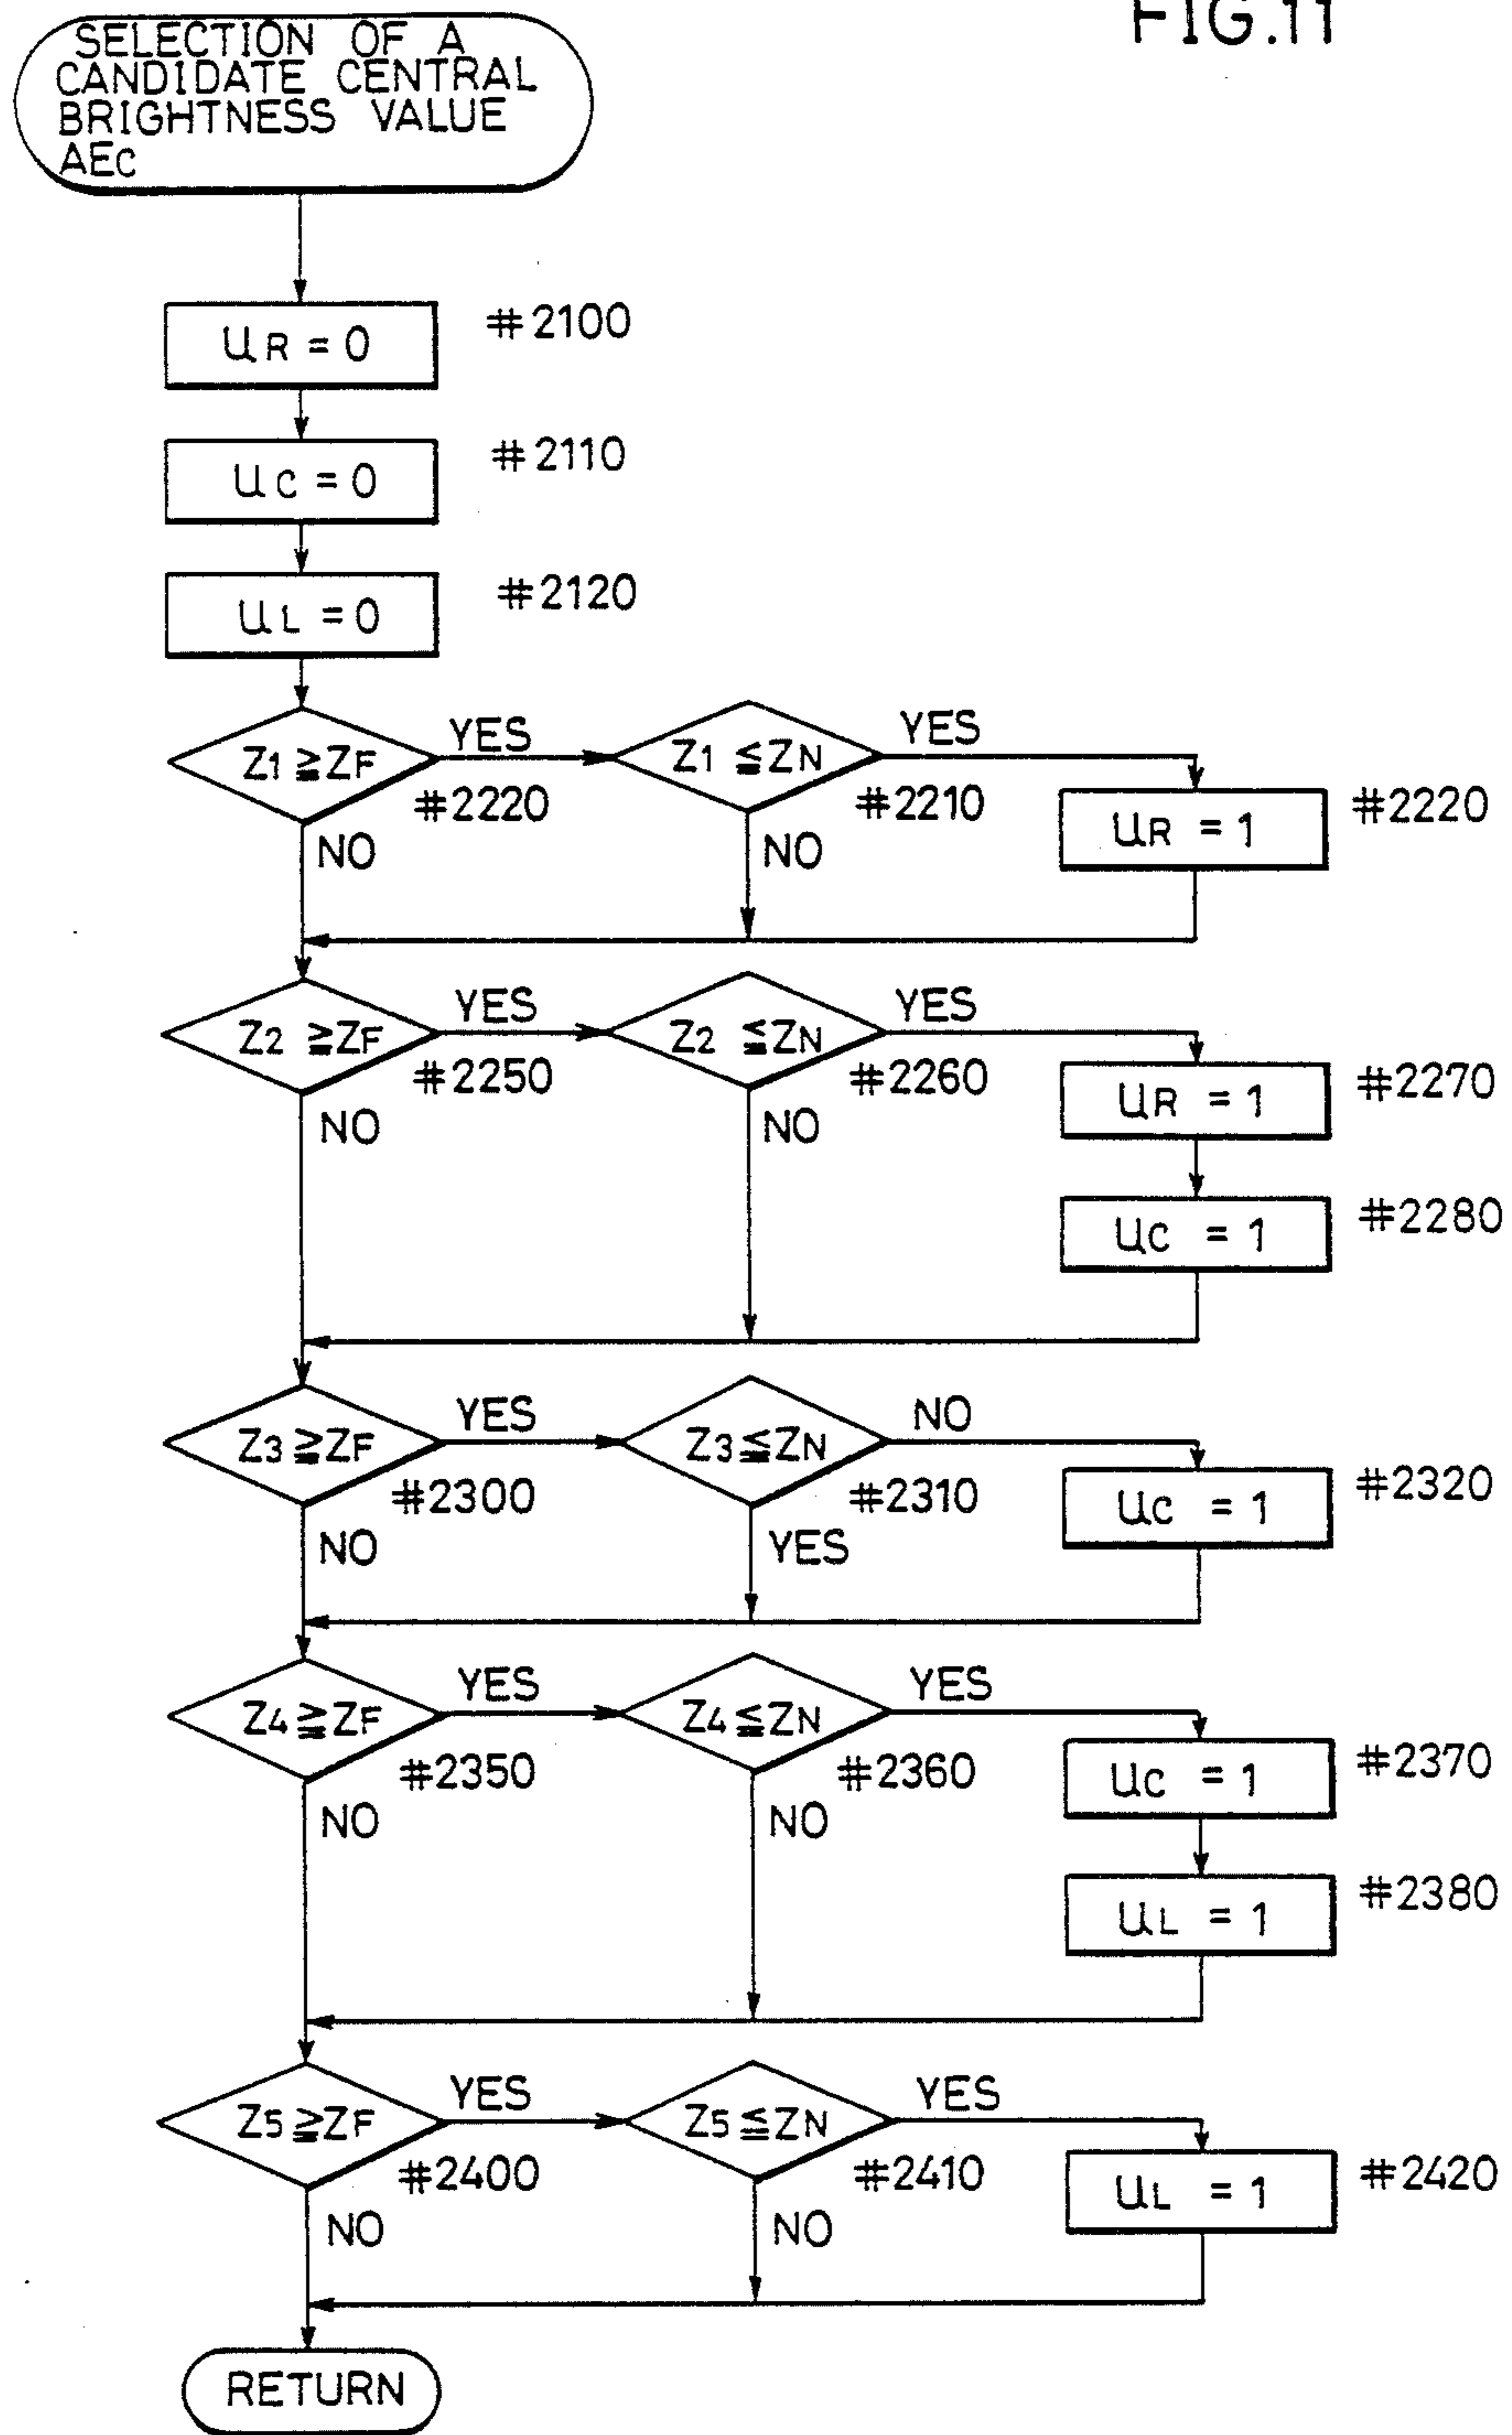 FIG.11
SELECTION OF A
CANDIDATE CENTRAL
BRIGHTNESS VALUE
AEC
UR = 0
#2100
UC = 0
#2110
UL = 0
#2120
Z1 ≧ ZF
YES
#2220
NO
Z1 ≦ ZN
YES
#2210
NO
UR = 1
#2220
Z2 ≧ ZF
YES
#2250
NO
Z2 ≦ ZN
YES
#2260
NO
UR = 1
#2270
UC = 1
#2280
Z3 ≧ ZF
YES
#2300
NO
Z3 ≦ ZN
NO
#2310
YES
UC = 1
#2320
Z4 ≧ ZF
YES
#2350
NO
Z4 ≦ ZN
YES
#2360
NO
UC = 1
#2370
UL = 1
#2380
Z5 ≧ ZF
YES
#2400
NO
Z5 ≦ ZN
YES
#2410
NO
UL = 1
#2420
RETURN